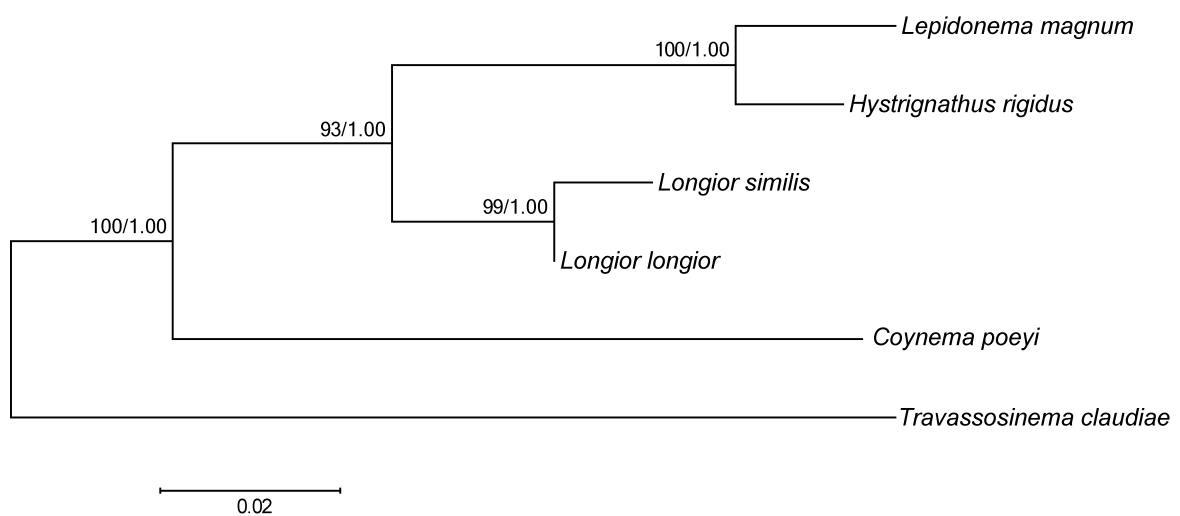 Lepidonema magnum
100/1.00
Hystrignathus rigidus
93/1.00
Longior similis
99/1.00
100/1.00
Longior longior
Coynema poeyi
Travassosinema claudiae
0.02